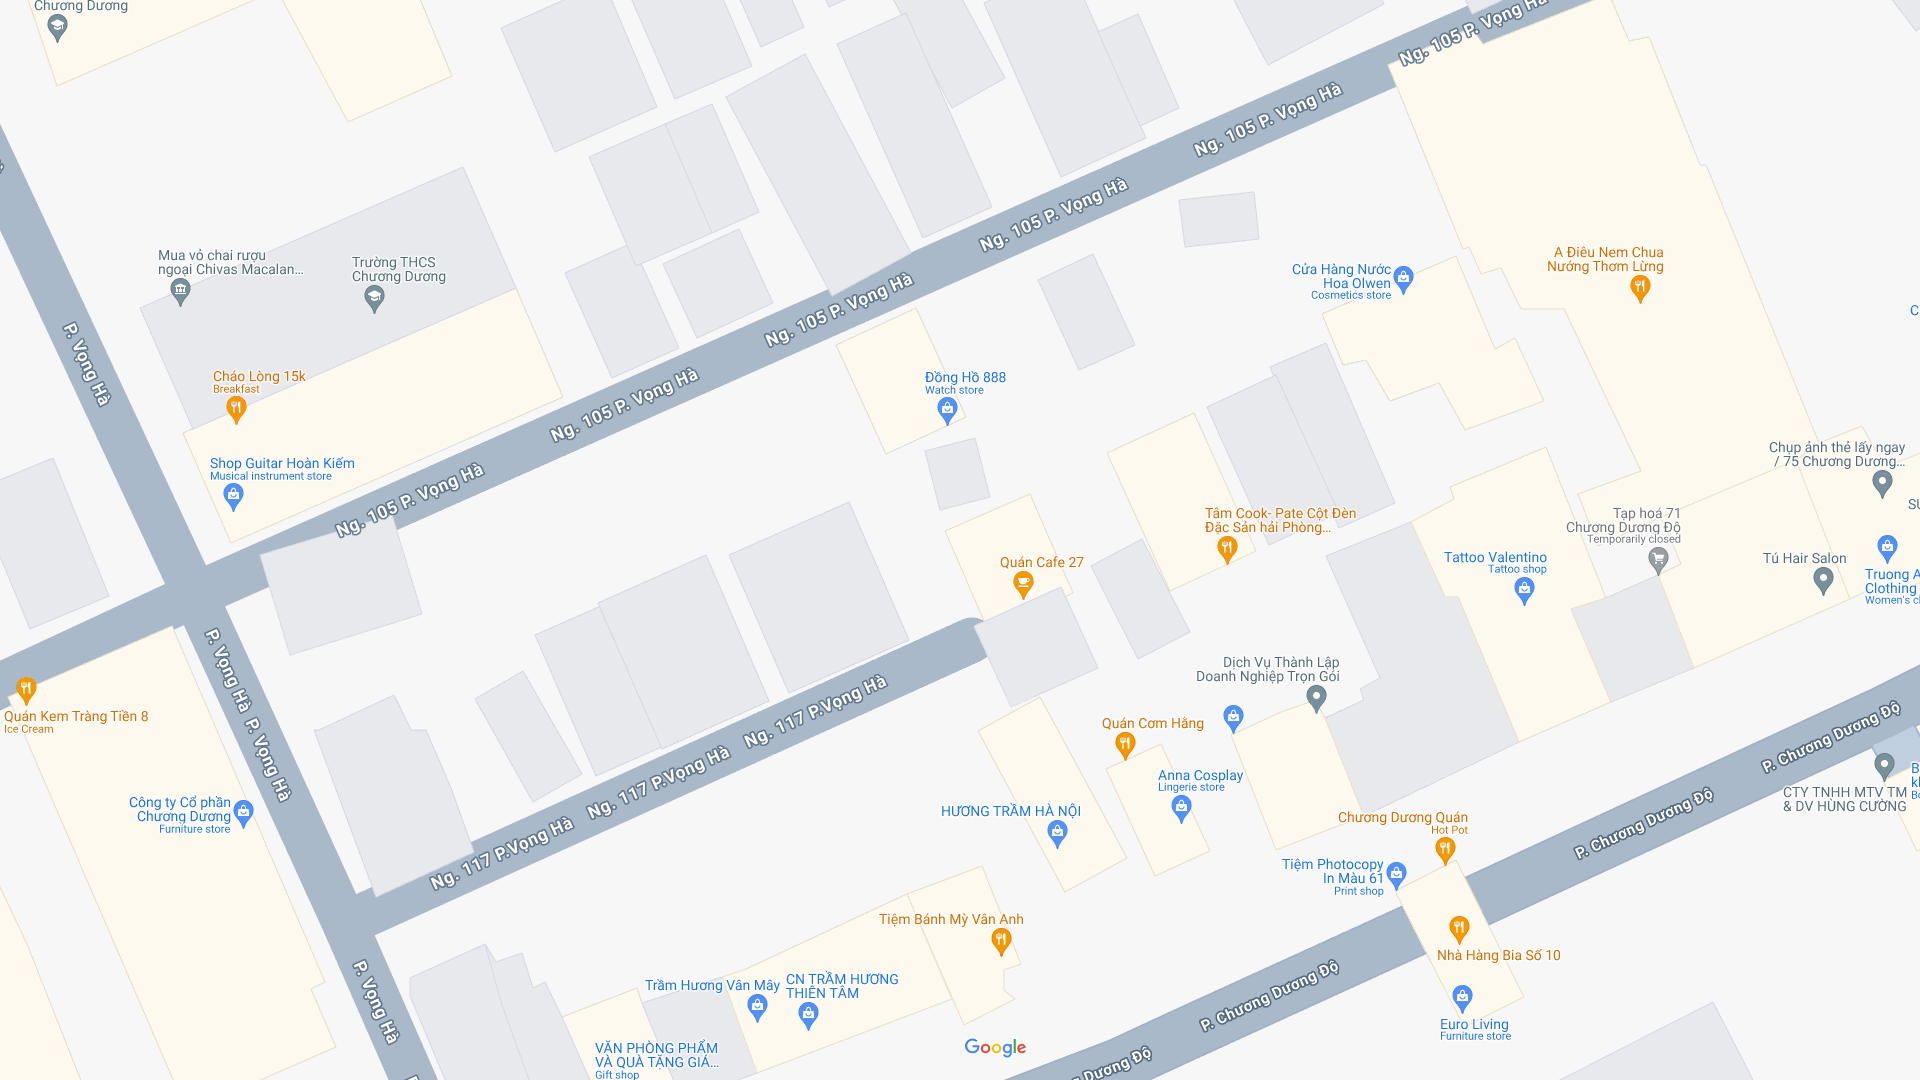 Chương Dương
Ng. 105 P. Vọng Hà
Ng. 105 P. Vọng Hà
Ng. 105 P. Vọng Hà
Ng. 105 P. Vọng Hà
Ng. 105 P. Vọng Hà
Ng. 105 P. Vọng Hà
Mua vỏ chai rượu
ngoại Chivas Macalan...
Trường THCS
Chương Dương
A Điêu Nem Chua
Nướng Thơm Lừng
Cửa Hàng Nước
Hoa Olwen
Cosmetics store
P. Vọng Hà
Cháo Lòng 15k
Breakfast
Đồng Hồ 888
Watch store
Shop Guitar Hoàn Kiếm
Musical instrument store
Chụp ảnh thẻ lấy ngay
/ 75 Chương Dương...
Tâm Cook- Pate Cột Đèn
Đặc Sản hải Phòng...
Tạp hoá 71
Chương Dương Độ
Temporarily closed
Quán Cafe 27
Tattoo Valentino
Tattoo shop
Tú Hair Salon
Truong A
Clothing
Women's cl
P. Vọng Hà
P. Vọng Hà
Dịch Vụ Thành Lập
Doanh Nghiệp Trọn Gói
Quán Kem Tràng Tiền 8
Ice Cream
Ng. 117 P.Vọng Hà
Ng. 117 P.Vọng Hà
Ng. 117 P.Vọng Hà
Quán Cơm Hằng
Anna Cosplay
Lingerie store
P. Chương Dương Độ
P. Chương Dương Độ
CTY TNHH MTV TM
& DV HÙNG CƯỜNG
Công ty Cổ phần
Chương Dương
Furniture store
HƯƠNG TRẦM HÀ NỘI
Chương Dương Quán
Hot Pot
Tiệm Photocopy
In Màu 61
Print shop
Tiệm Bánh Mỳ Vân Anh
Nhà Hàng Bia Số 10
P. Vọng Hà
Trầm Hương Vân Mây
CN TRẦM HƯƠNG
THIÊN TÂM
P. Chương Dương Độ
Euro Living
Furniture store
VĂN PHÒNG PHẨM
VÀ QUÀ TẶNG GIÁ...
Gift shop
Google
Dương Độ